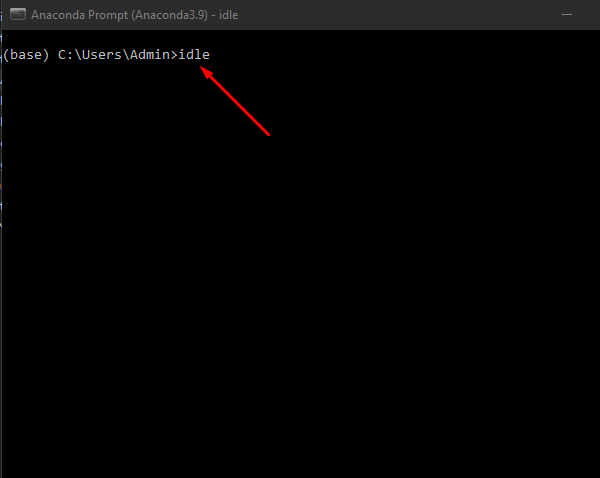 Anaconda Prompt (Anaconda3.9) - idle
(base) C:\Users\Admin>idle